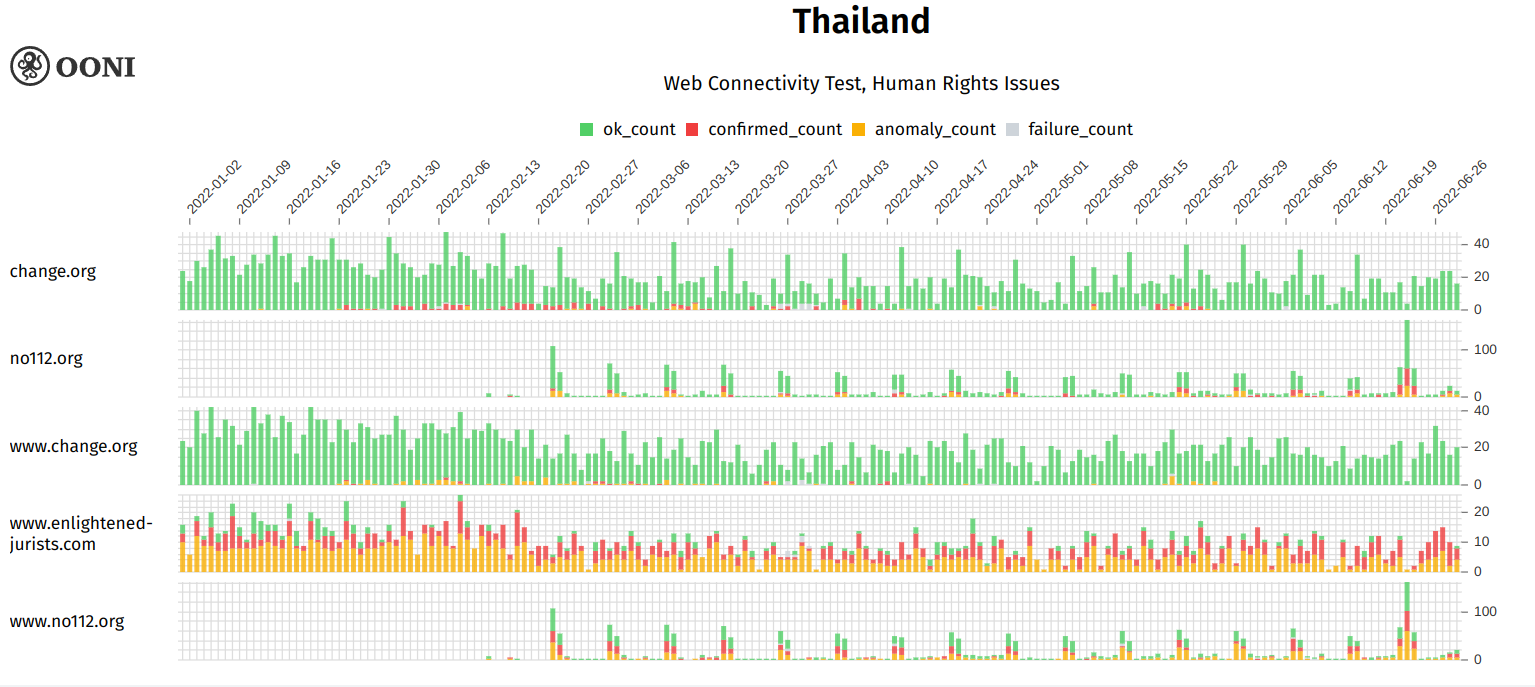 Thailand
OONI
Web Connectivity Test, Human Rights Issues
ok_count confirmed_count anomaly_count failure_count
2022-01-02 2022-01-09 2022-01-16 2022-01-23 2022-01-30 2022-02-06 2022-02-13 2022-02-20 2022-02-27 2022-03-06 2022-03-13 2022-03-20 2022-03-27 2022-04-03 2022-04-10 2022-04-17 2022-04-24 2022-05-01 2022-05-08 2022-05-15 2022-05-22 2022-05-29 2022-06-05 2022-06-12 2022-06-19 2022-06-26
40
change.org
20
0
no112.org
100
0
40
www.change.org
20
0
20
www.enlightened-
jurists.com
10
0
100
www.no112.org
0